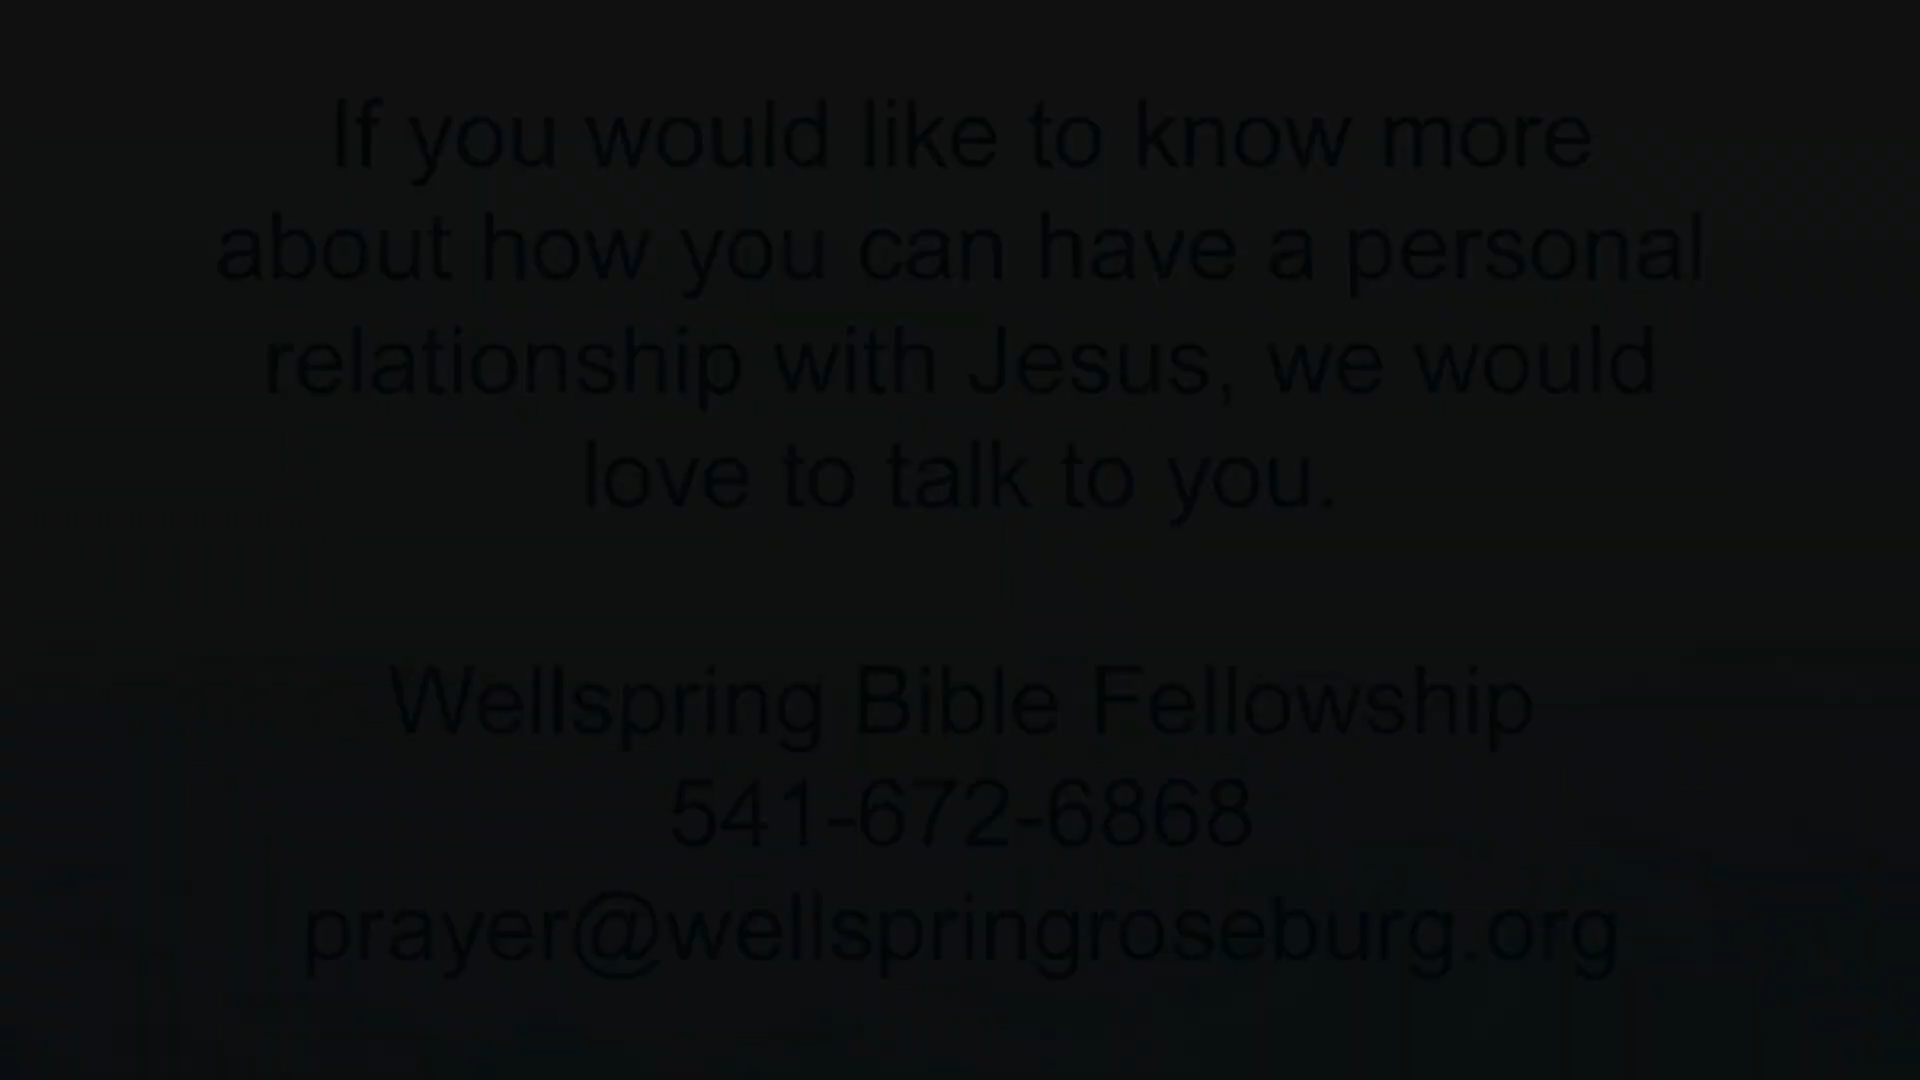 If you would like to know more
about how you can have a personal
relationship with Jesus, we would
love to talk to you.
Wellspring Bible Fellowship
541-672-6868
prayer@wellspringroseburg.org